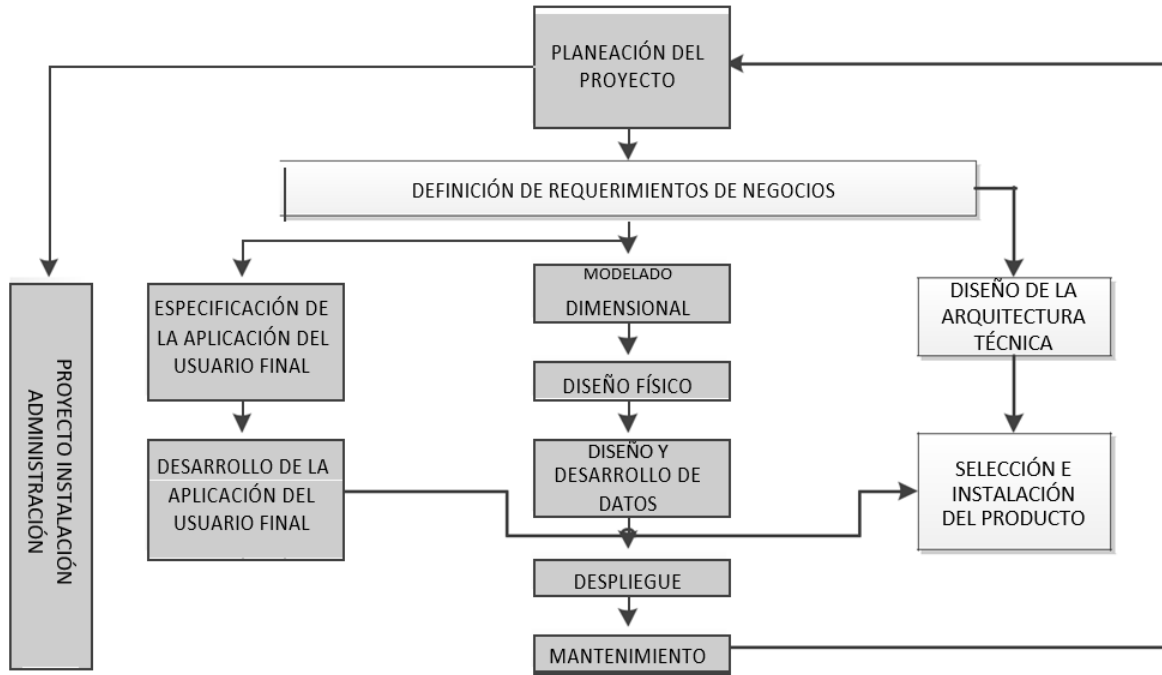 PLANEACIÓN DEL
PROYECTO
DEFINICIÓN DE REQUERIMIENTOS DE NEGOCIOS
PROYECTO INSTALACIÓN
ADMINISTRACIÓN
ESPECIFICACIÓN DE
LA APLICACIÓN DEL
USUARIO FINAL
MODELADO
DIMENSIONAL
DISEÑO DE LA
ARQUITECTURA
TÉCNICA
DISEÑO FÍSICO
DESARROLLO DE LA
APLICACIÓN DEL
USUARIO FINAL
DISEÑO Y
DESARROLLO DE
DATOS
SELECCIÓN E
INSTALACIÓN
DEL PRODUCTO
DESPLIEGUE
MANTENIMIENTO